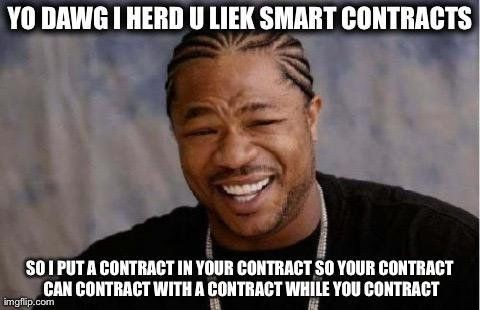 YO DAWG I HERD U LIEK SMART CONTRACTS
SO I PUT A CONTRACT IN YOUR CONTRACT SO YOUR CONTRACT
CAN CONTRACT WITH A CONTRACT WHILE YOU CONTRACT
imgflip.com